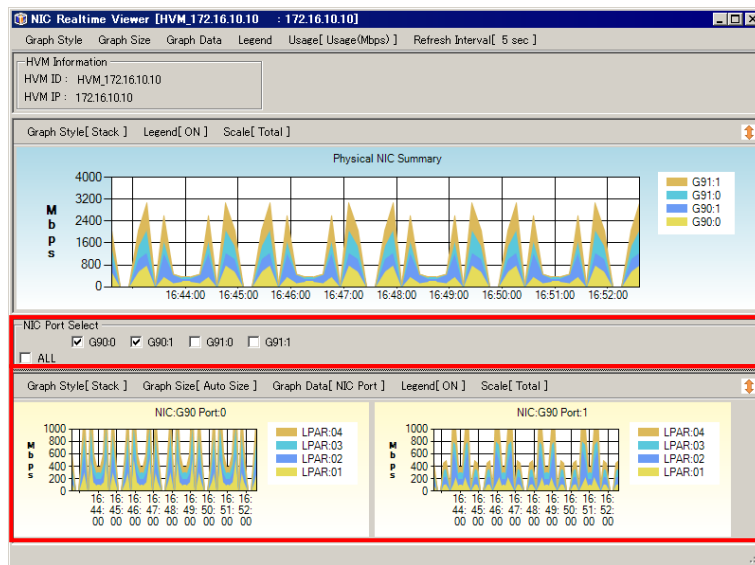 NIC Realtime Viewer [HVM_172.16.10.10 : 172.16.10.10]
Graph Style Graph Size Graph Data Legend Usage[ Usage(Mbps) ] Refresh Interval[ 5 sec ]
HVM Information
HVM ID : HVM_172.16.10.10
HVM IP : 172.16.10.10
Graph Style[ Stack ] Legend[ ON ] Scale[ Total ]
Physical NIC Summary
Mbps
4000
3200
2400
1600
800
0
16:44:00 16:45:00 16:46:00 16:47:00 16:48:00 16:49:00 16:50:00 16:51:00 16:52:00
G91:1
G91:0
G90:1
G90:0
NIC Port Select
G90:0 G90:1 G91:0 G91:1
ALL
Graph Style[ Stack ] Graph Size[ Auto Size ] Graph Data[ NIC Port ] Legend[ ON ] Scale[ Total ]
NIC:G90 Port:0
Mbps
1000
800
600
400
200
0
16:44:00 16:45:00 16:46:00 16:47:00 16:48:00 16:49:00 16:50:00 16:51:00 16:52:00
LPAR:04
LPAR:03
LPAR:02
LPAR:01
NIC:G90 Port:1
Mbps
1000
800
600
400
200
0
16:44:00 16:45:00 16:46:00 16:47:00 16:48:00 16:49:00 16:50:00 16:51:00 16:52:00
LPAR:04
LPAR:03
LPAR:02
LPAR:01